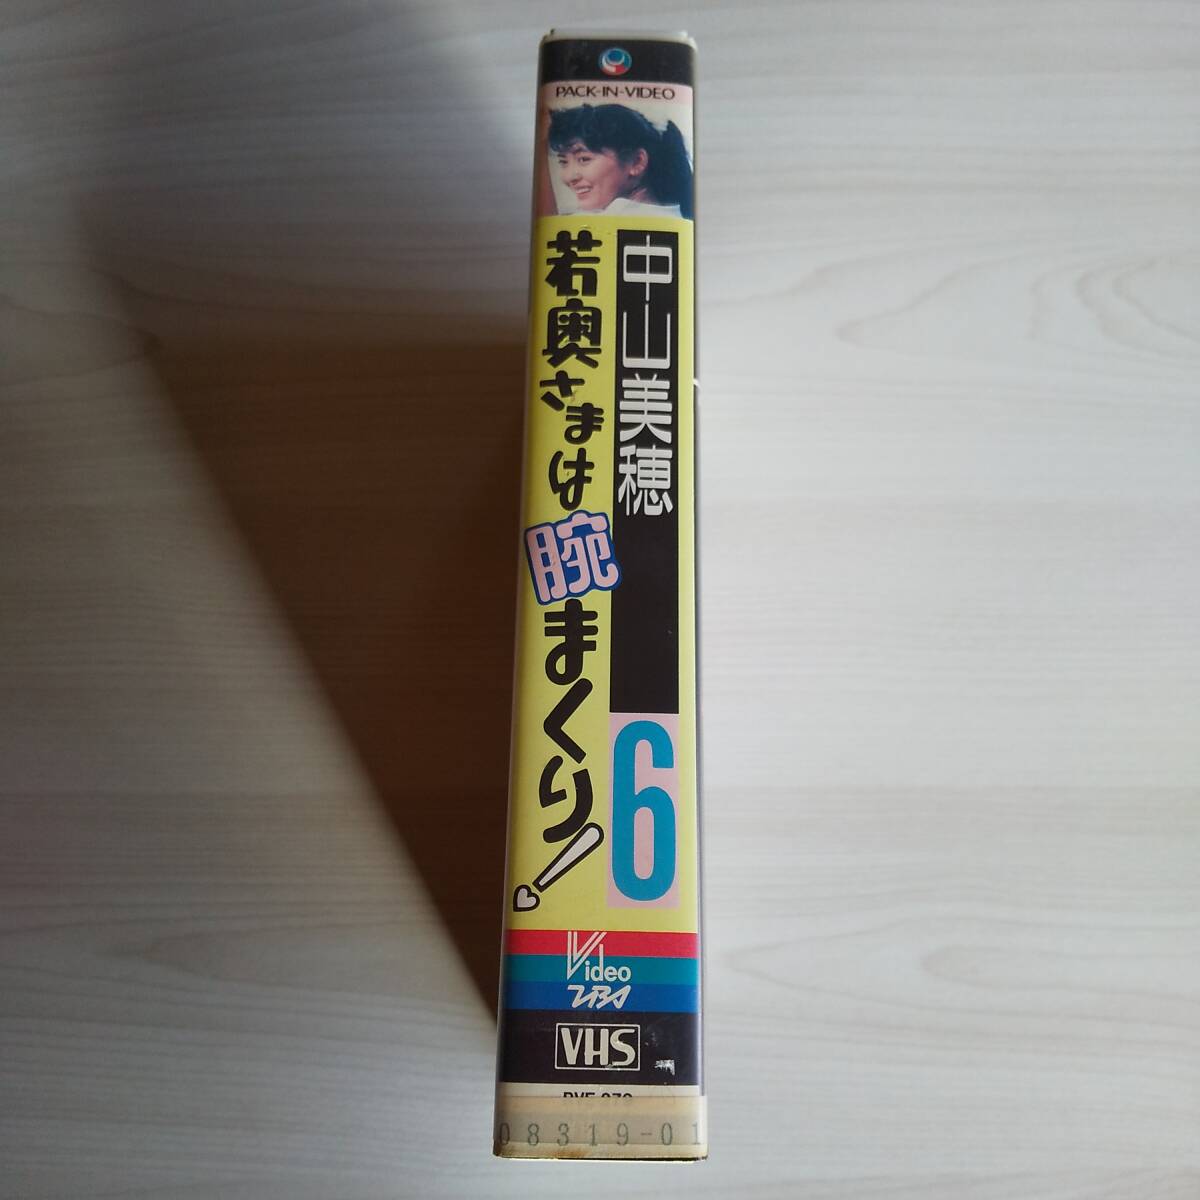 PACK-IN-VIDEO
中山美穂
若奥さまは腕まくり!
6
Video
TBS
VHS
08319-01